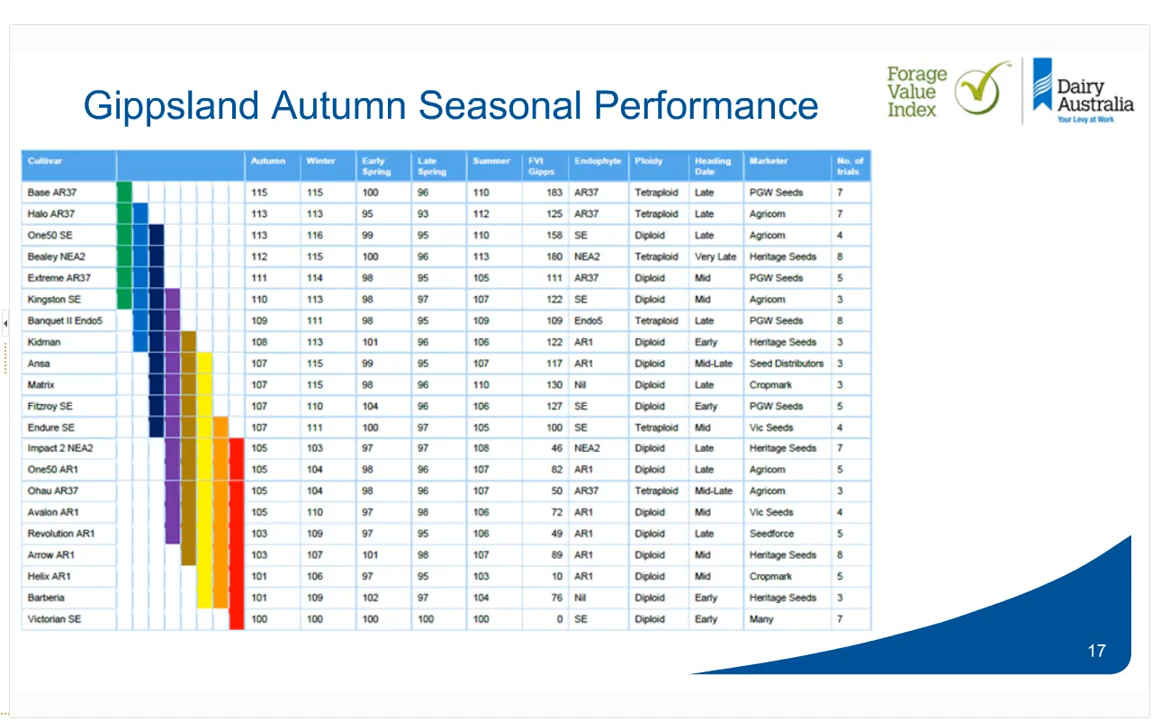 Gippsland Autumn Seasonal Performance
Forage
Value
Index
™
Dairy
Australia
Your Levy at Work
Cultivar Autumn Winter Early Spring Late Spring Summer FVI Gipps Endophyte Ploidy Heading Date Marketer No. of trials
Base AR37 115 115 100 96 110 183 AR37 Tetraploid Late PGW Seeds 7
Halo AR37 113 113 95 93 112 125 AR37 Tetraploid Late Agricom 7
One50 SE 113 116 99 95 110 158 SE Diploid Late Agricom 4
Bealey NEA2 112 115 100 96 113 180 NEA2 Tetraploid Very Late Heritage Seeds 8
Extreme AR37 111 114 98 95 105 111 AR37 Diploid Mid PGW Seeds 5
Kingston SE 110 113 98 97 107 122 SE Diploid Mid Agricom 3
Banquet II Endo5 109 111 98 95 109 109 Endo5 Tetraploid Late PGW Seeds 8
Kidman 108 113 101 96 106 122 AR1 Diploid Early Heritage Seeds 3
Ansa 107 115 99 95 107 117 AR1 Diploid Mid-Late Seed Distributors 3
Matrix 107 115 98 96 110 130 Nil Diploid Late Cropmark 3
Fitzroy SE 107 110 104 96 106 127 SE Diploid Early PGW Seeds 5
Endure SE 107 111 100 97 105 100 SE Tetraploid Mid Vic Seeds 4
Impact 2 NEA2 105 103 97 97 108 46 NEA2 Diploid Late Heritage Seeds 7
One50 AR1 105 104 98 96 107 82 AR1 Diploid Late Agricom 5
Ohau AR37 105 104 98 96 107 50 AR37 Tetraploid Mid-Late Agricom 3
Avalon AR1 105 110 97 98 106 72 AR1 Diploid Mid Vic Seeds 4
Revolution AR1 103 109 97 95 106 49 AR1 Diploid Late Seedforce 5
Arrow AR1 103 107 101 98 107 89 AR1 Diploid Mid Heritage Seeds 8
Helix AR1 101 106 97 95 103 10 AR1 Diploid Mid Cropmark 5
Barberia 101 109 102 97 104 76 Nil Diploid Early Heritage Seeds 3
Victorian SE 100 100 100 100 100 0 SE Diploid Early Many 7
17